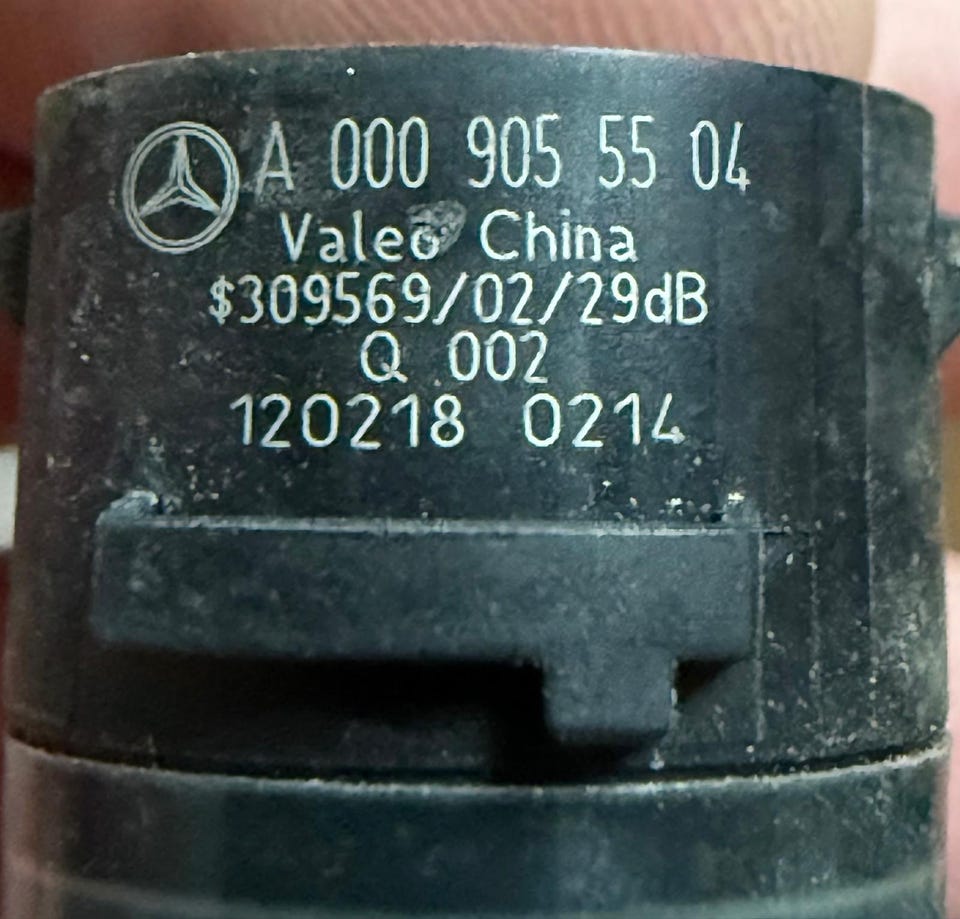 A 000 905 55 04
Valeo China
$309569/02/29dB
Q 002
120218 0214